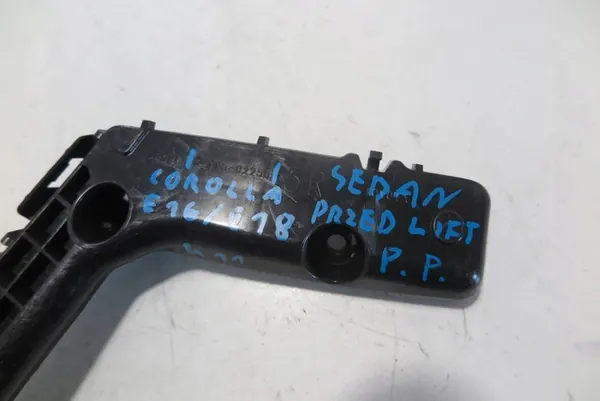 COROLLA
E16/E18
SEDAN
PRZED LIFT
P.P.